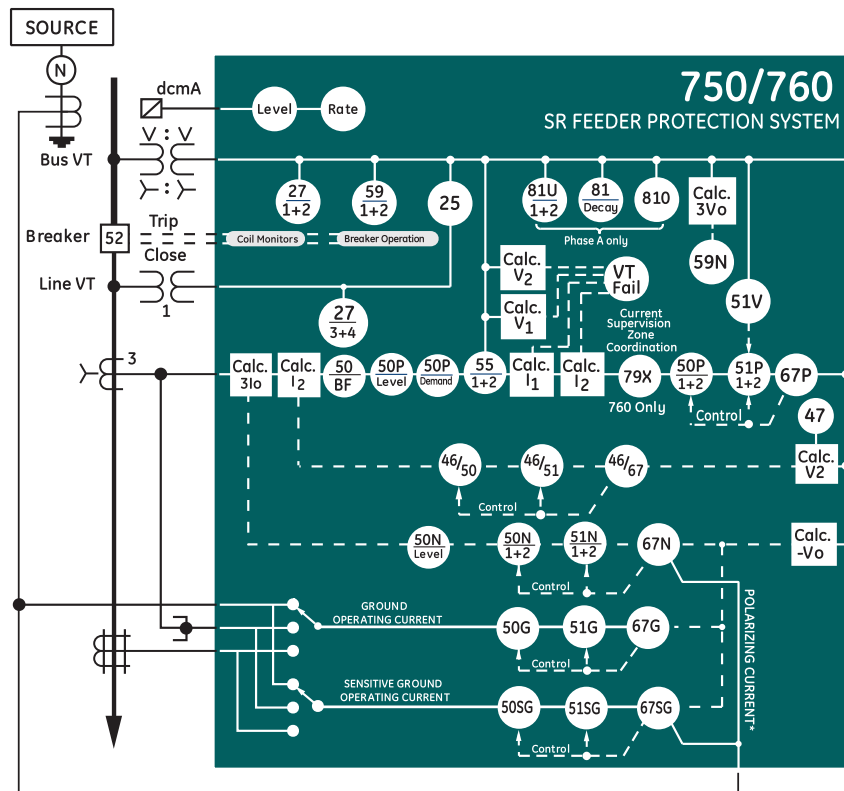 SOURCE
N
dcmA
Level
Rate
750/760
SR FEEDER PROTECTION SYSTEM
V : V
Bus VT
Y : Y
27
1+2
59
1+2
25
81U
1+2
81
Decay
810
Calc.
3Vo
Phase A only
Trip
Breaker
52
Coil Monitors
Breaker Operation
Close
59N
Calc.
V2
VT
Fail
Line VT
1
27
3+4
Calc.
V1
51V
Current
Supervision
Zone
Coordination
3
Calc.
3Io
Calc.
I2
50
BF
50P
Level
50P
Demand
55
1+2
Calc.
I1
Calc.
I2
79X
50P
1+2
51P
1+2
67P
760 Only
Control
47
46/50
46/51
46/67
Calc.
V2
Control
50N
Level
50N
1+2
51N
1+2
67N
Calc.
-Vo
Control
GROUND
OPERATING CURRENT
50G
51G
67G
Control
POLARIZING CURRENT*
SENSITIVE GROUND
OPERATING CURRENT
50SG
51SG
67SG
Control